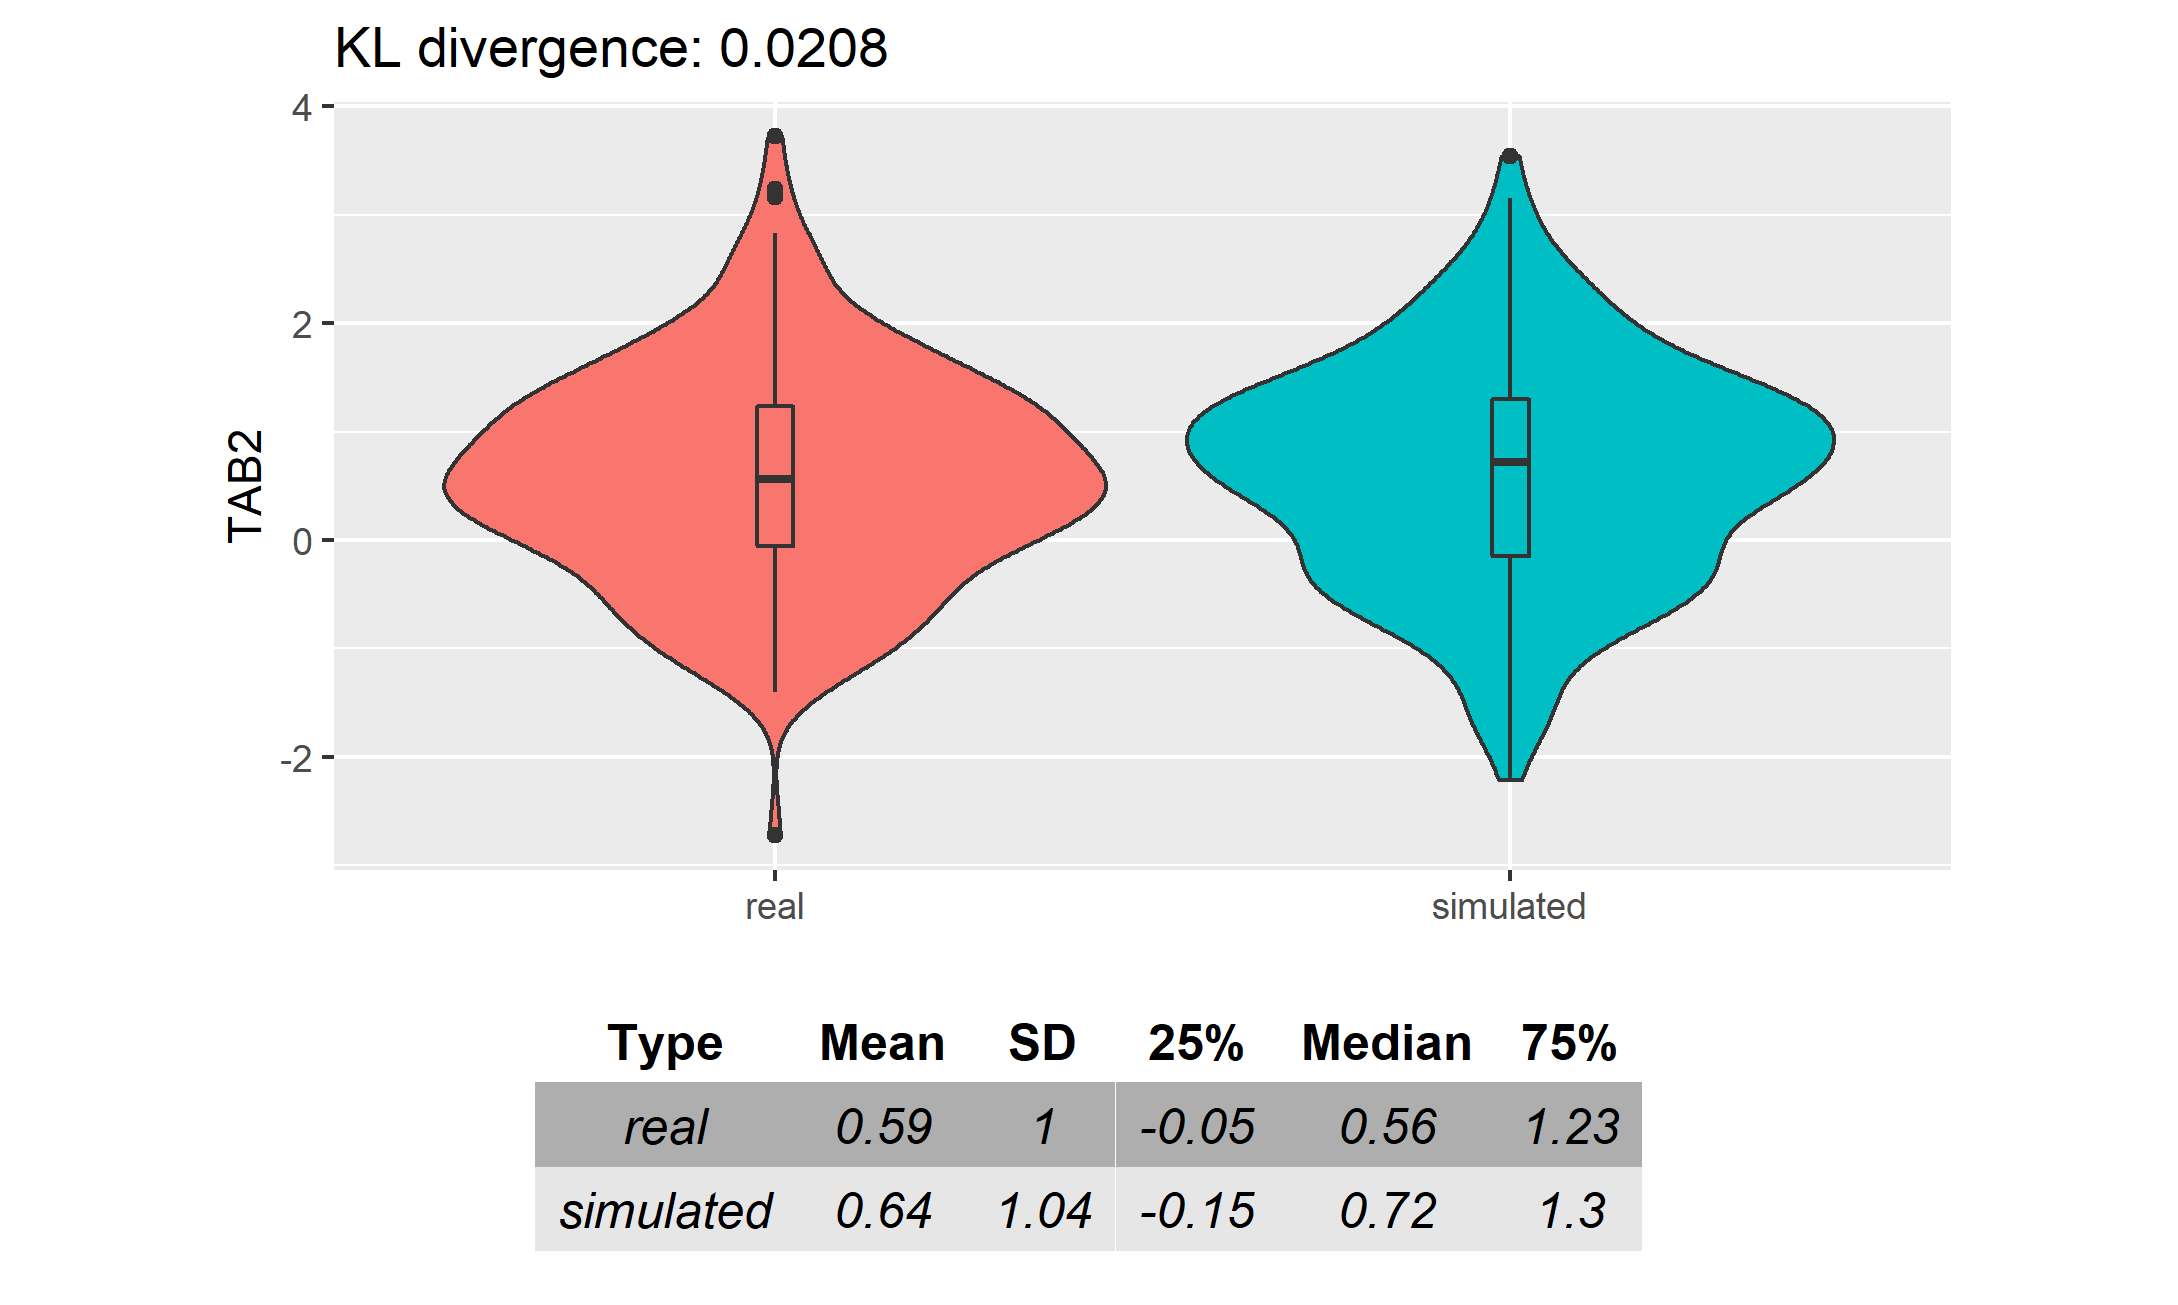 KL divergence: 0.0208
4
2
0
-2
TAB2
real simulated
Type Mean SD 25% Median 75%
real 0.59 1 -0.05 0.56 1.23
simulated 0.64 1.04 -0.15 0.72 1.3